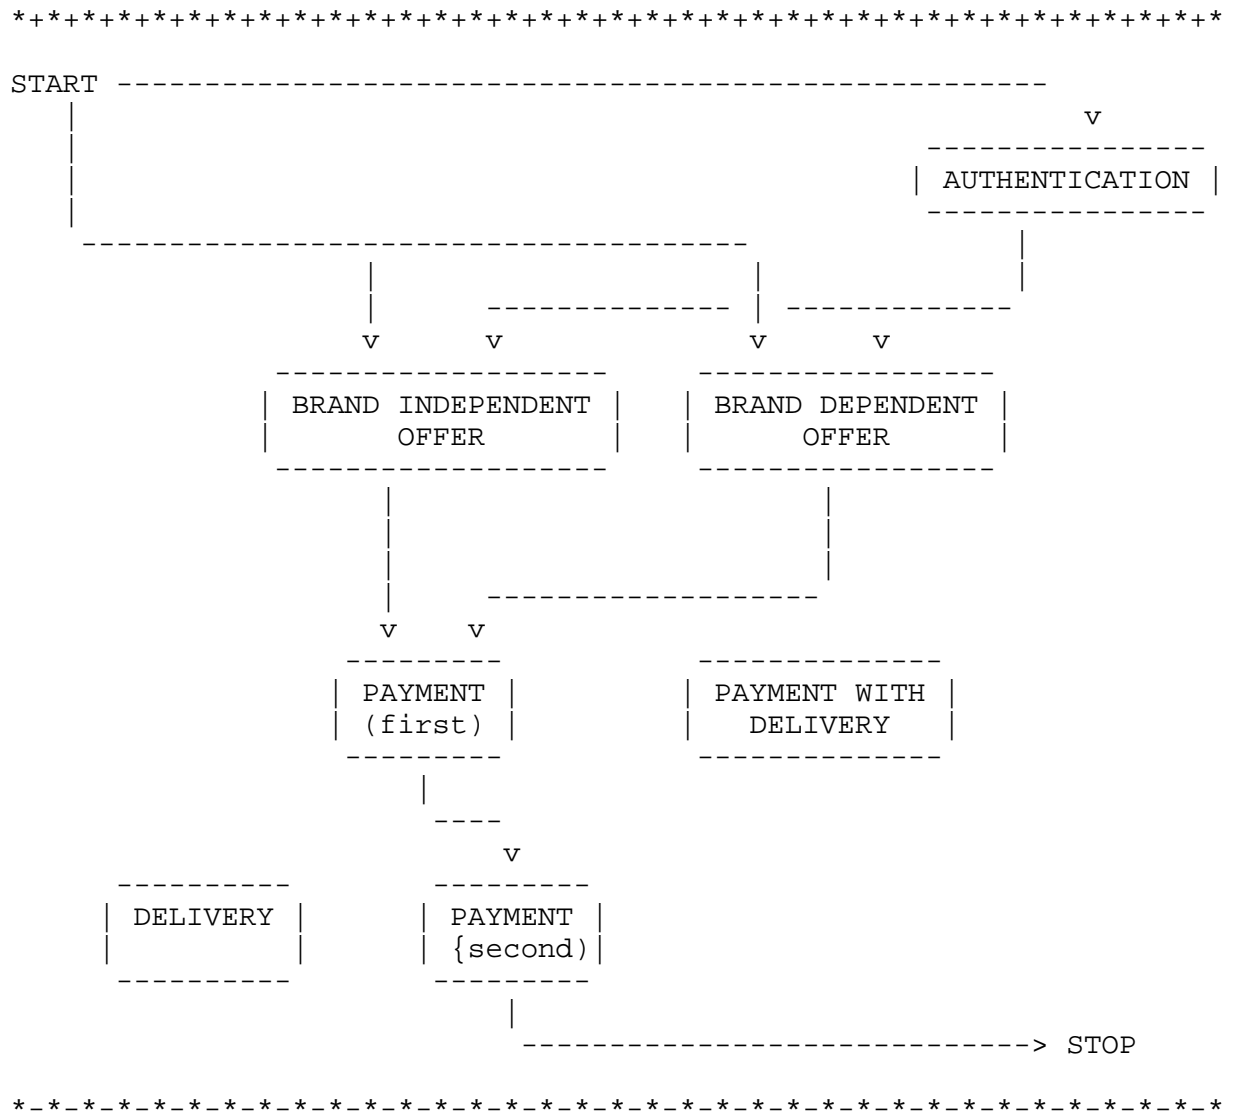 *+*+*+*+*+*+*+*+*+*+*+*+*+*+*+*+*+*+*+*+*+*+*+*+*+*+*+*+*+*+*+*+*+*+*
START
v
AUTHENTICATION
v v v v
BRAND INDEPENDENT BRAND DEPENDENT
OFFER OFFER
v v
PAYMENT PAYMENT WITH
(first) DELIVERY
v
DELIVERY PAYMENT
{second)
> STOP
*-*-*-*-*-*-*-*-*-*-*-*-*-*-*-*-*-*-*-*-*-*-*-*-*-*-*-*-*-*-*-*-*-*-*